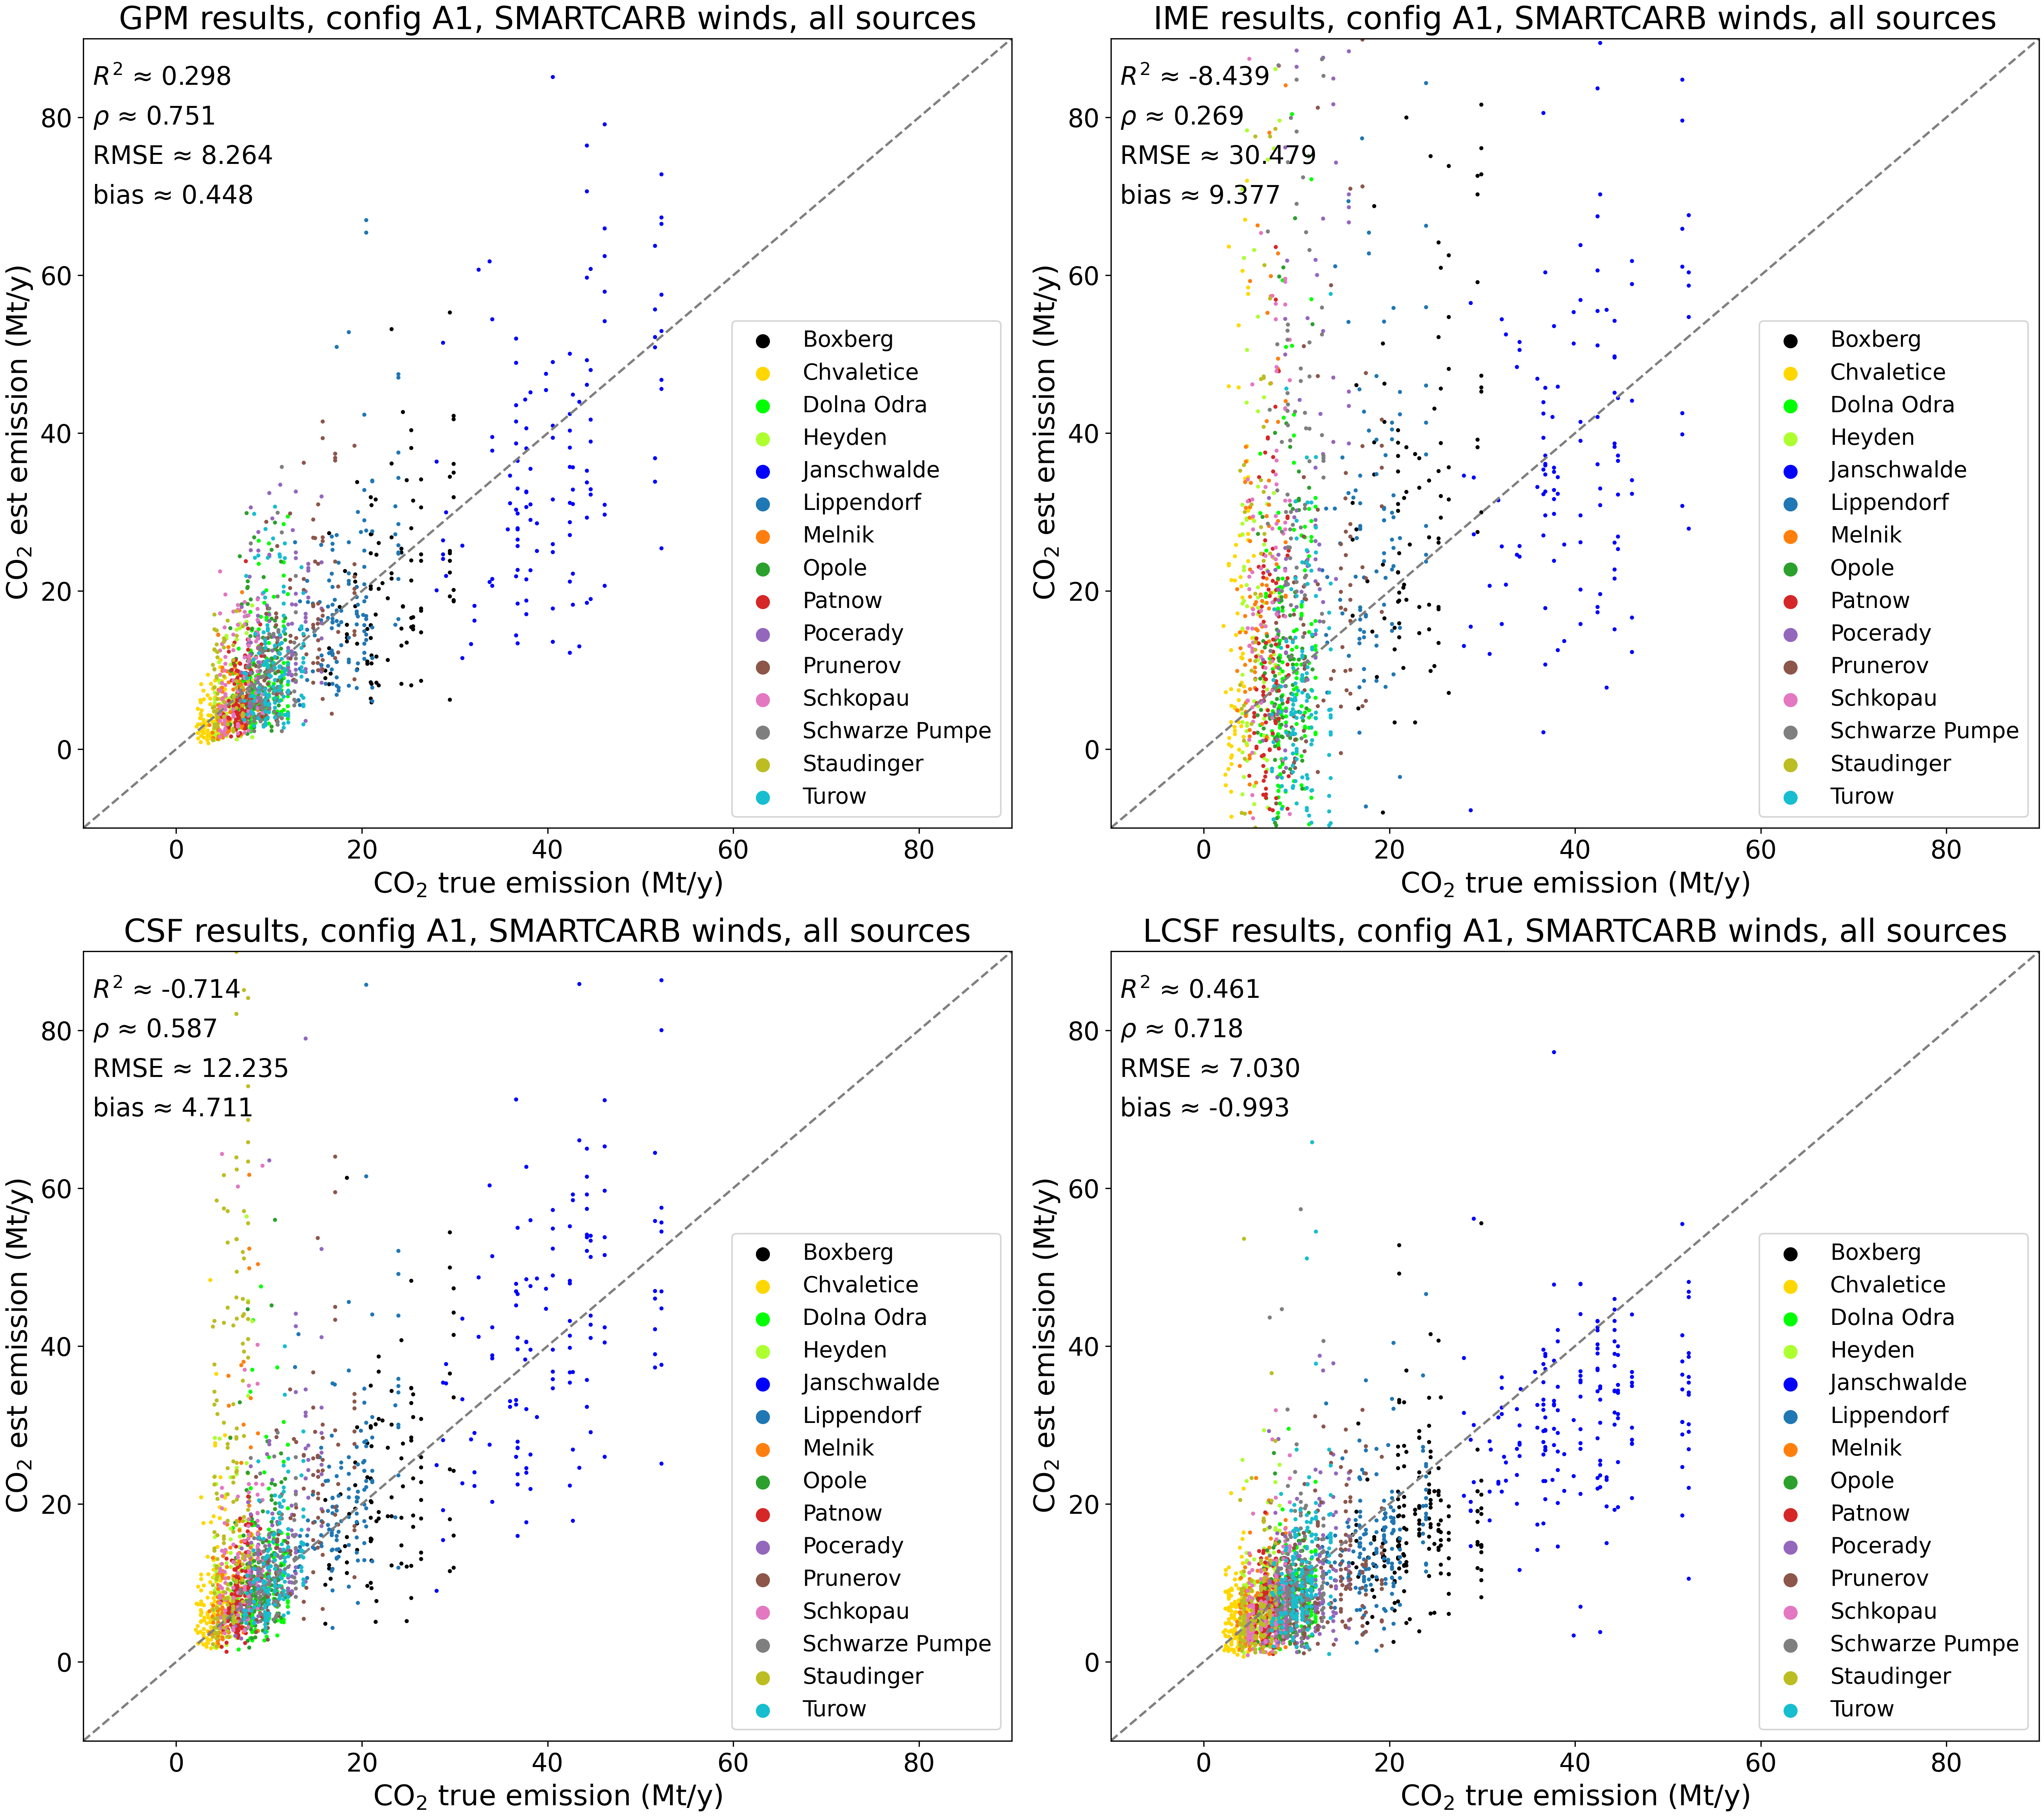 GPM results, config A1, SMARTCARB winds, all sources
R² ≈ 0.298
ρ ≈ 0.751
RMSE ≈ 8.264
bias ≈ 0.448
CO₂ est emission (Mt/y)
80
60
40
20
0
Boxberg
Chvaletice
Dolna Odra
Heyden
Janschwalde
Lippendorf
Melnik
Opole
Patnow
Pocerady
Prunerov
Schkopau
Schwarze Pumpe
Staudinger
Turow
0 20 40 60 80
CO₂ true emission (Mt/y)
IME results, config A1, SMARTCARB winds, all sources
R² ≈ -8.439
ρ ≈ 0.269
RMSE ≈ 30.479
bias ≈ 9.377
CO₂ est emission (Mt/y)
80
60
40
20
0
Boxberg
Chvaletice
Dolna Odra
Heyden
Janschwalde
Lippendorf
Melnik
Opole
Patnow
Pocerady
Prunerov
Schkopau
Schwarze Pumpe
Staudinger
Turow
0 20 40 60 80
CO₂ true emission (Mt/y)
CSF results, config A1, SMARTCARB winds, all sources
R² ≈ -0.714
ρ ≈ 0.587
RMSE ≈ 12.235
bias ≈ 4.711
CO₂ est emission (Mt/y)
80
60
40
20
0
Boxberg
Chvaletice
Dolna Odra
Heyden
Janschwalde
Lippendorf
Melnik
Opole
Patnow
Pocerady
Prunerov
Schkopau
Schwarze Pumpe
Staudinger
Turow
0 20 40 60 80
CO₂ true emission (Mt/y)
LCSF results, config A1, SMARTCARB winds, all sources
R² ≈ 0.461
ρ ≈ 0.718
RMSE ≈ 7.030
bias ≈ -0.993
CO₂ est emission (Mt/y)
80
60
40
20
0
Boxberg
Chvaletice
Dolna Odra
Heyden
Janschwalde
Lippendorf
Melnik
Opole
Patnow
Pocerady
Prunerov
Schkopau
Schwarze Pumpe
Staudinger
Turow
0 20 40 60 80
CO₂ true emission (Mt/y)